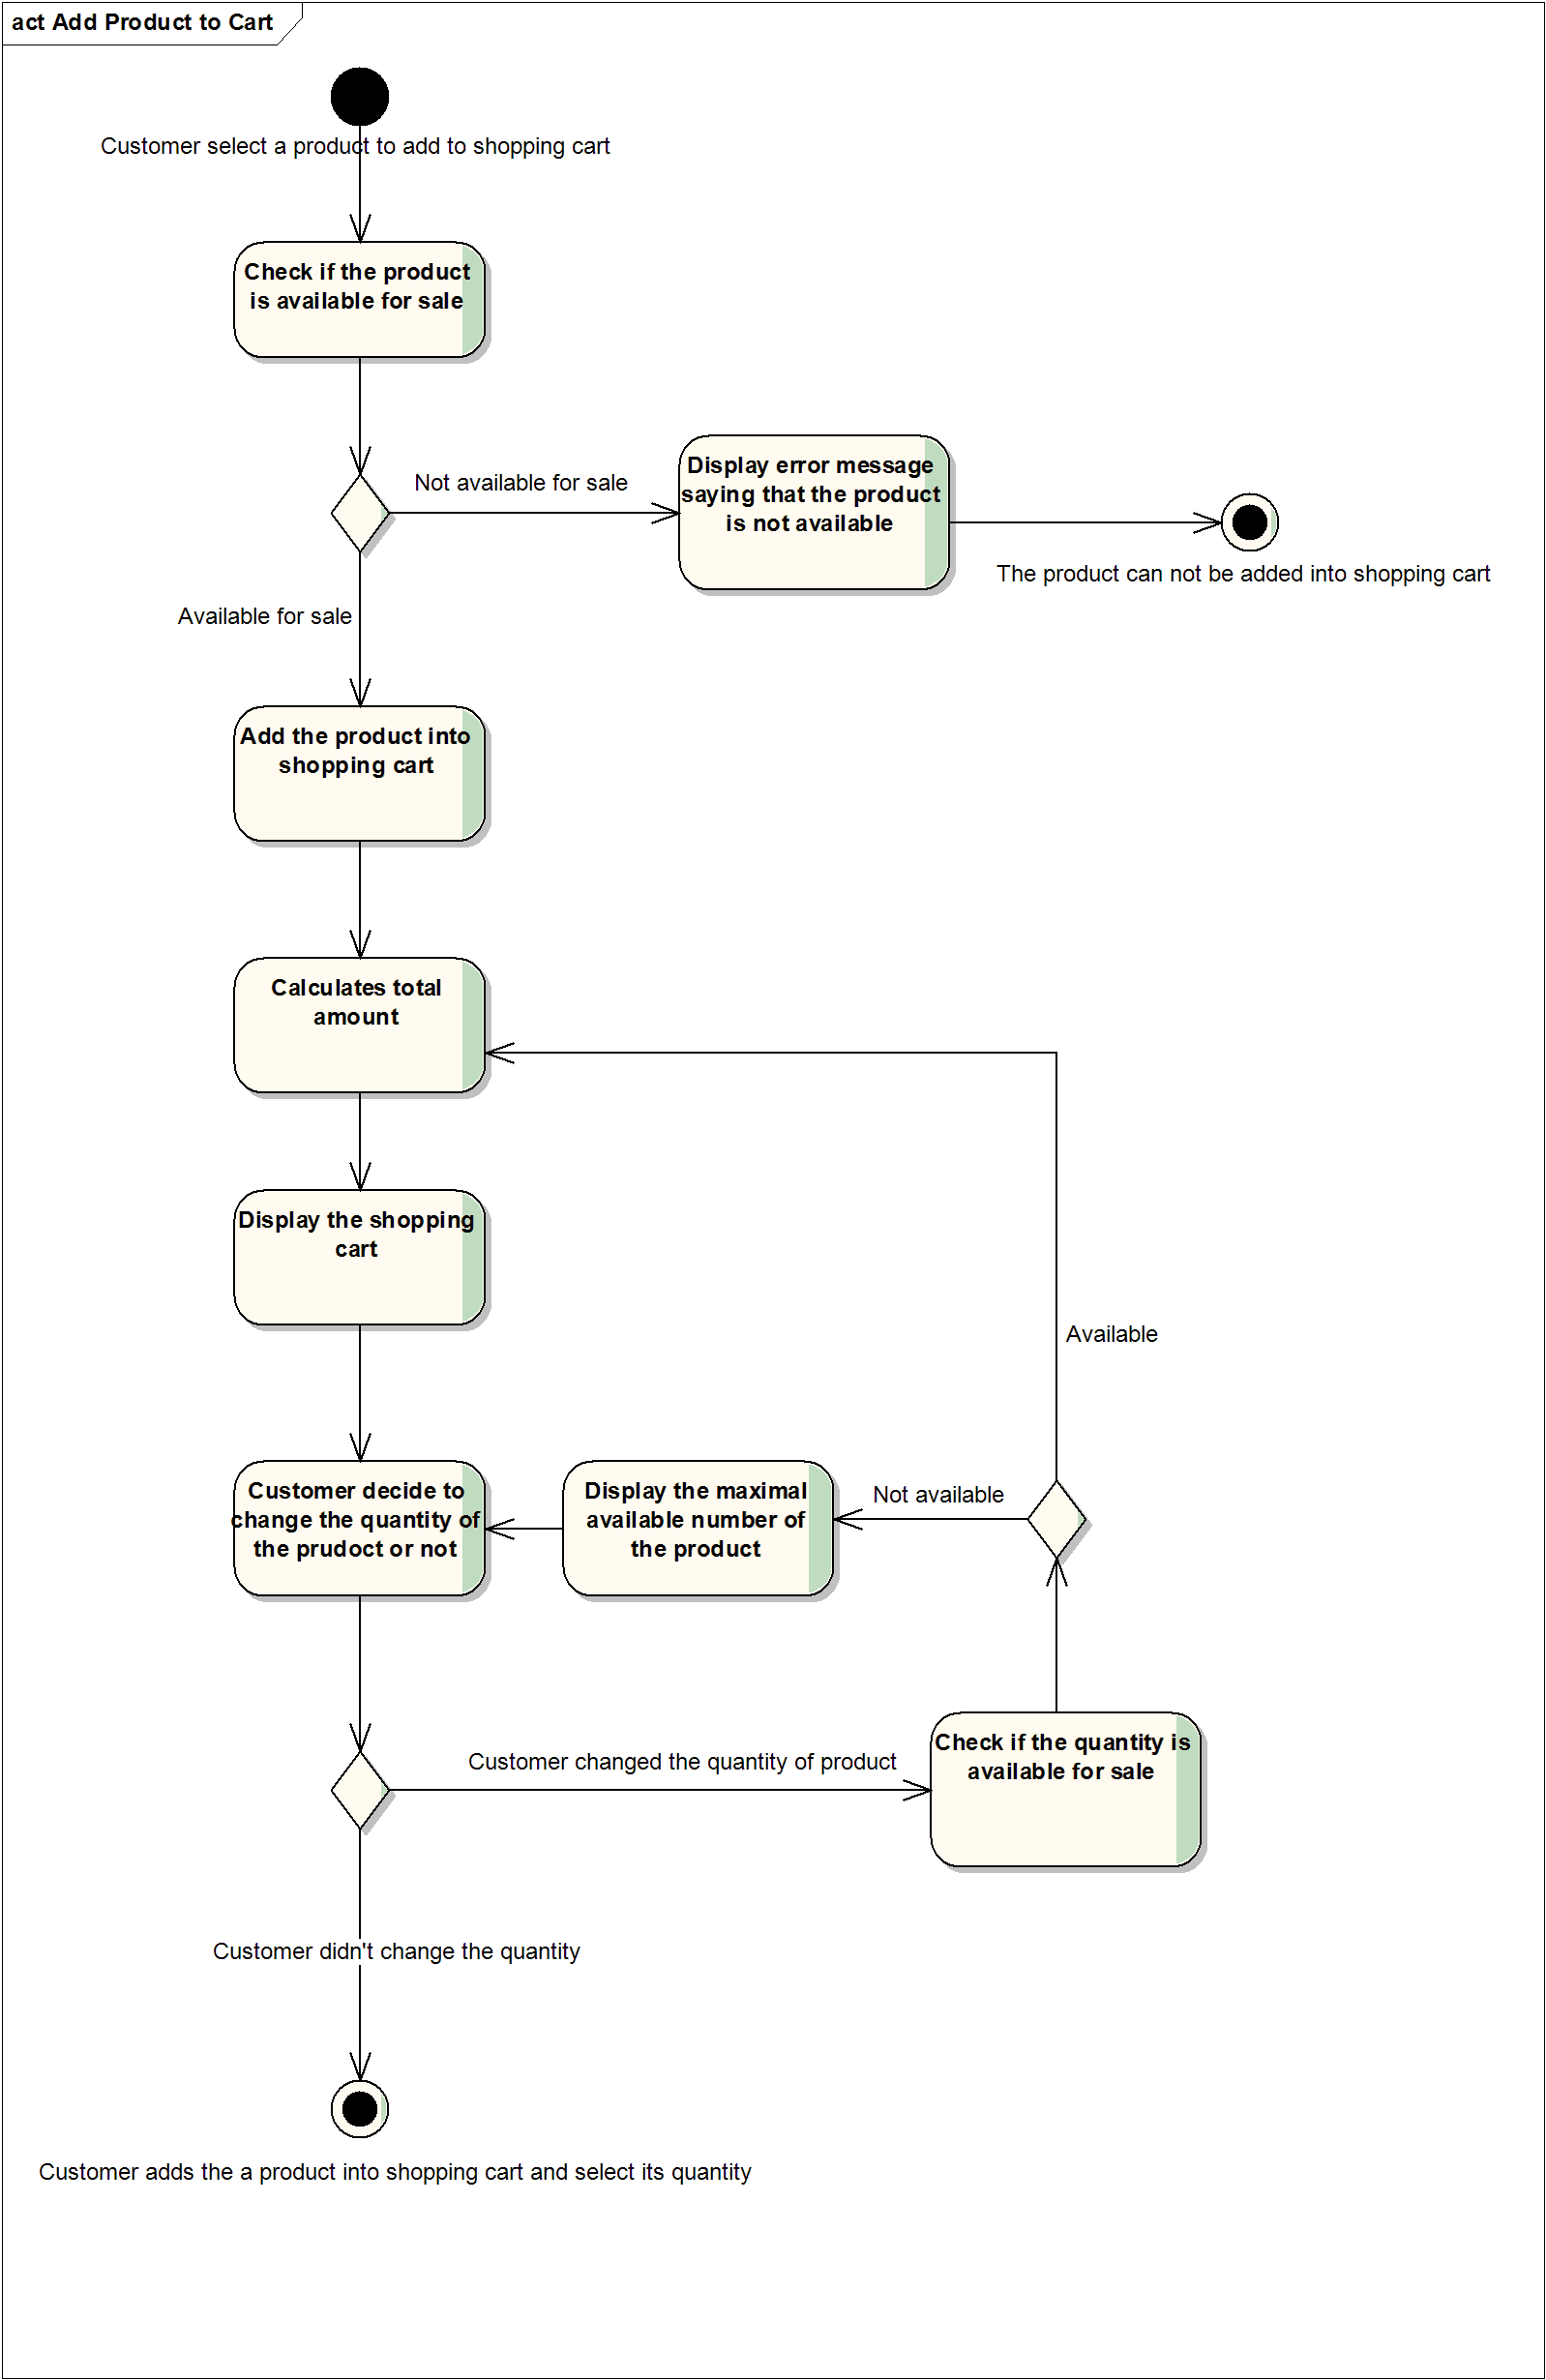 act Add Product to Cart
Customer select a product to add to shopping cart
Check if the product
is available for sale
Not available for sale
Display error message
saying that the product
is not available
The product can not be added into shopping cart
Available for sale
Add the product into
shopping cart
Calculates total
amount
Display the shopping
cart
Available
Customer decide to
change the quantity of
the prudoct or not
Display the maximal
available number of
the product
Not available
Customer changed the quantity of product
Check if the quantity is
available for sale
Customer didn't change the quantity
Customer adds the a product into shopping cart and select its quantity